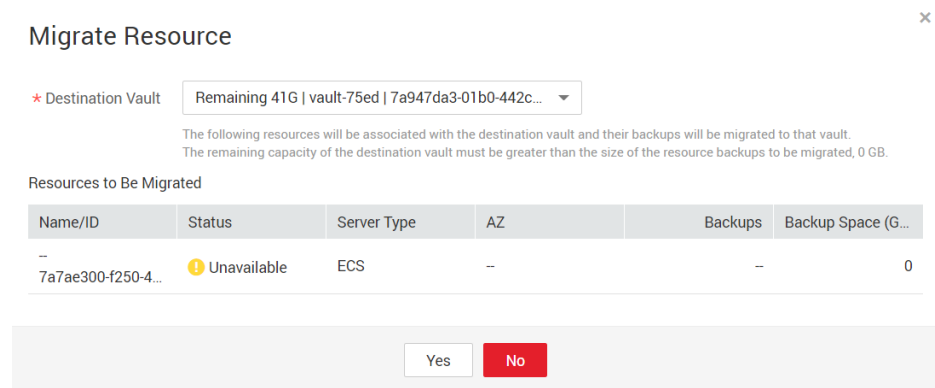 Migrate Resource
* Destination Vault
Remaining 41G | vault-75ed | 7a947da3-01b0-442c...
The following resources will be associated with the destination vault and their backups will be migrated to that vault.
The remaining capacity of the destination vault must be greater than the size of the resource backups to be migrated, 0 GB.
Resources to Be Migrated
Name/ID Status Server Type AZ Backups Backup Space (G...
--
7a7ae300-f250-4... Unavailable ECS -- -- 0
Yes No